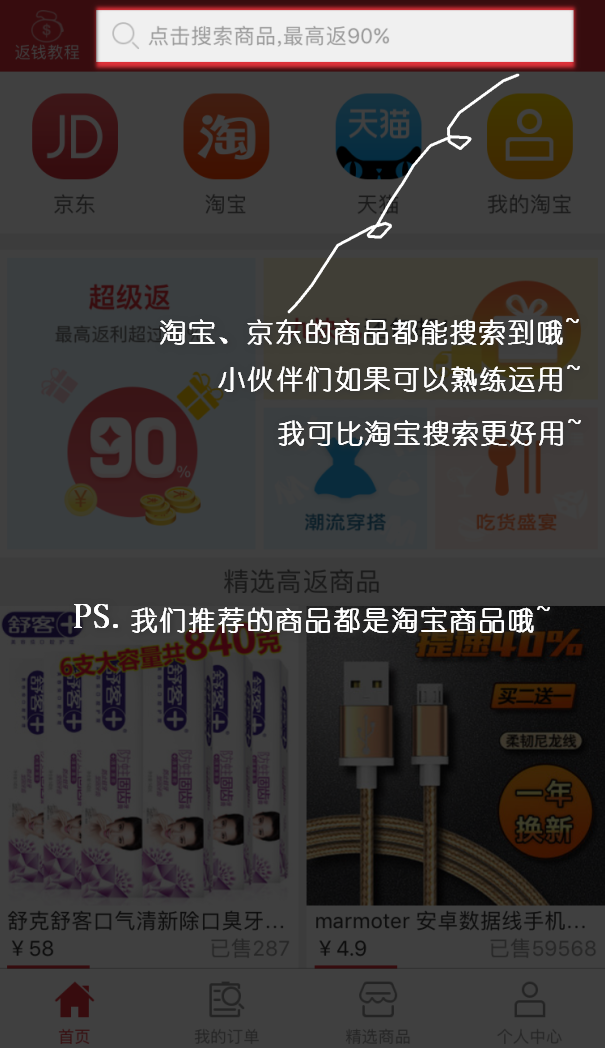 返钱教程
点击搜索商品,最高返90%
JD
淘
天猫
京东
淘宝
天猫
我的淘宝
超级返
最高返利超过
淘宝、京东的商品都能搜索到哦~
小伙伴们如果可以熟练运用~
我可比淘宝搜索更好用~
90%
潮流穿搭
吃货盛宴
精选高返商品
PS. 我们推荐的商品都是淘宝商品哦~
舒客
6支大容量共840克
提速40%
买二送一
柔韧尼龙线
一年
换新
舒克舒客口气清新除口臭牙...
marmoter 安卓数据线手机...
¥58
已售287
¥4.9
已售59568
首页
我的订单
精选商品
个人中心